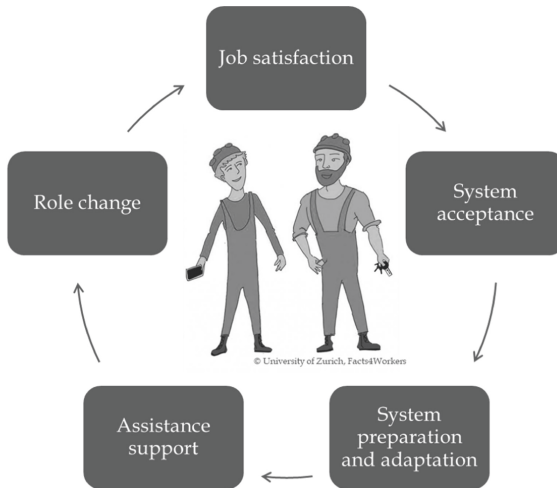 Job satisfaction
System
acceptance
System
preparation
and adaptation
Assistance
support
Role change
© University of Zurich, Facts4Workers